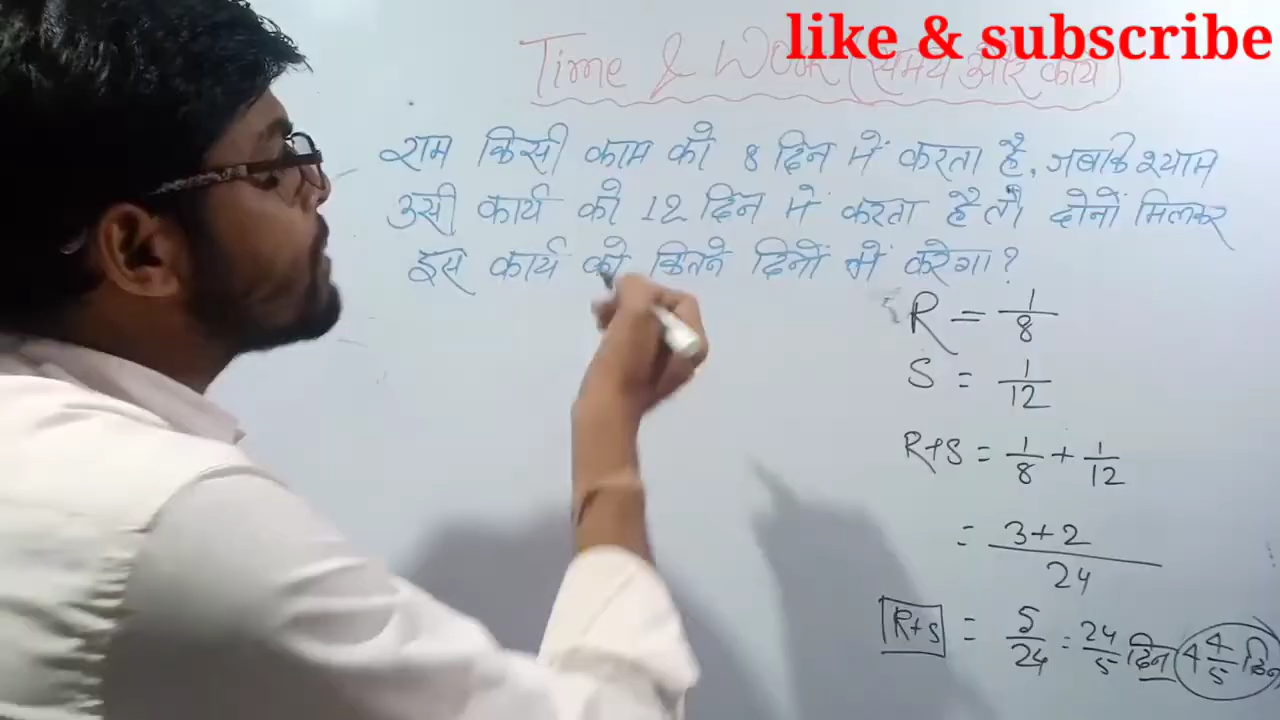 like & subscribe
Time & Work (समय और कार्य)
राम किसी काम को 8 दिन में करता है, जबकि श्याम
उसी कार्य को 12 दिन में करता है तो दोनों मिलकर
इस कार्य को कितने दिनों में करेगा?
R = 1/8
S = 1/12
R+S = 1/8 + 1/12
= 3+2/24
R+S = 5/24 = 24/5 दिन 4 4/5 दिन